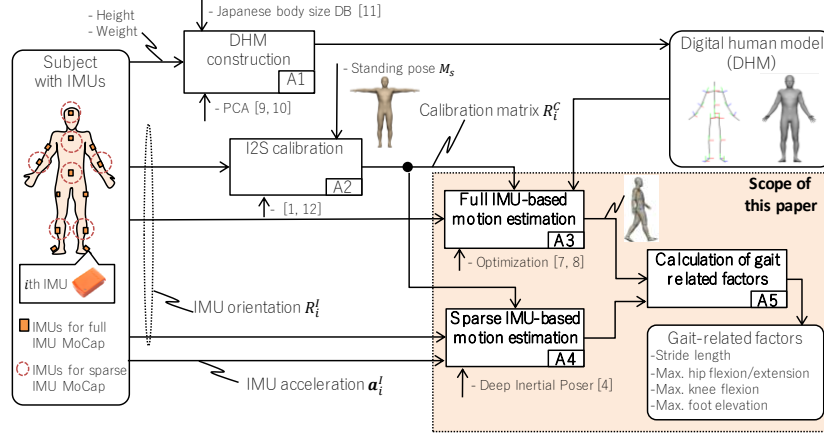 - Height
- Weight
- Japanese body size DB [11]
DHM
construction
A1
- PCA [9, 10]
Subject
with IMUs
Digital human model
(DHM)
- Standing pose M_s
Calibration matrix R_i^C
I2S calibration
A2
- [1, 12]
Scope of
this paper
Full IMU-based
motion estimation
A3
- Optimization [7, 8]
Calculation of gait
related factors
A5
ith IMU
IMU orientation R_i^I
IMUs for full
IMU MoCap
IMUs for sparse
IMU MoCap
Sparse IMU-based
motion estimation
A4
- Deep Inertial Poser [4]
IMU acceleration a_i^I
Gait-related factors
-Stride length
-Max. hip flexion/extension
-Max. knee flexion
-Max. foot elevation